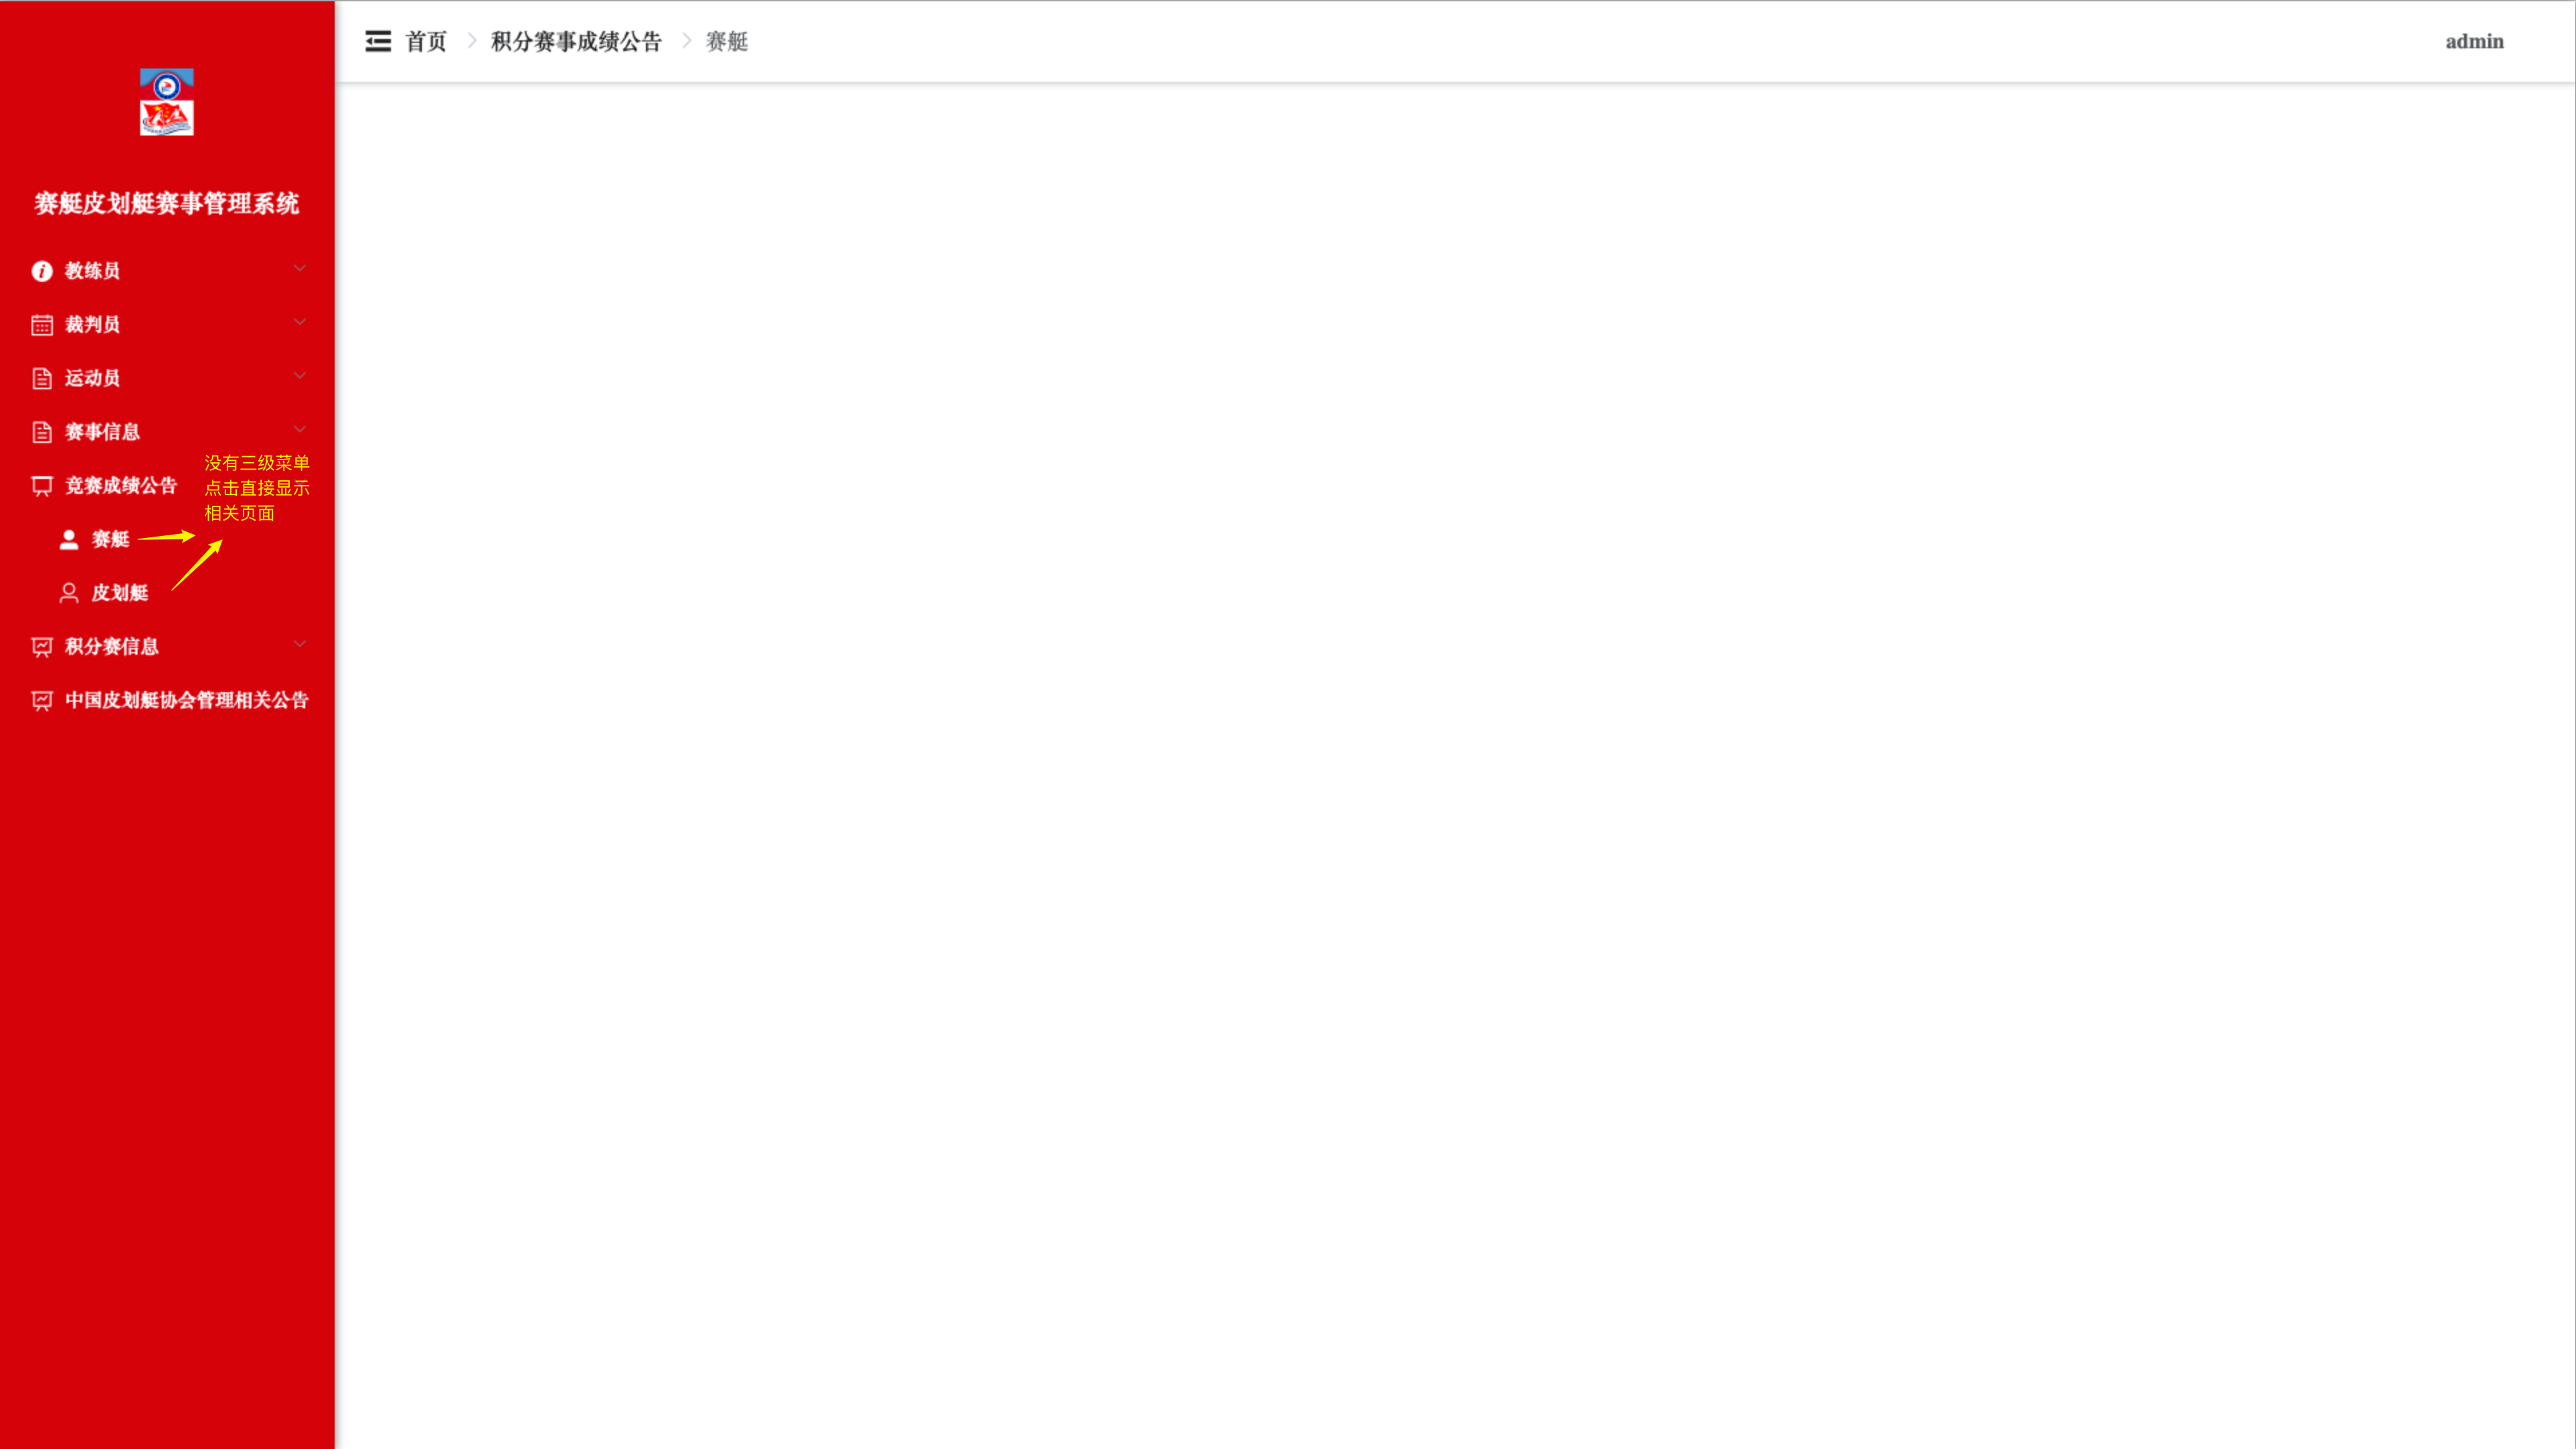 首页 积分赛事成绩公告 赛艇
admin
赛艇皮划艇赛事管理系统
教练员
裁判员
运动员
赛事信息
竞赛成绩公告
没有三级菜单
点击直接显示
相关页面
赛艇
皮划艇
积分赛信息
中国皮划艇协会管理相关公告